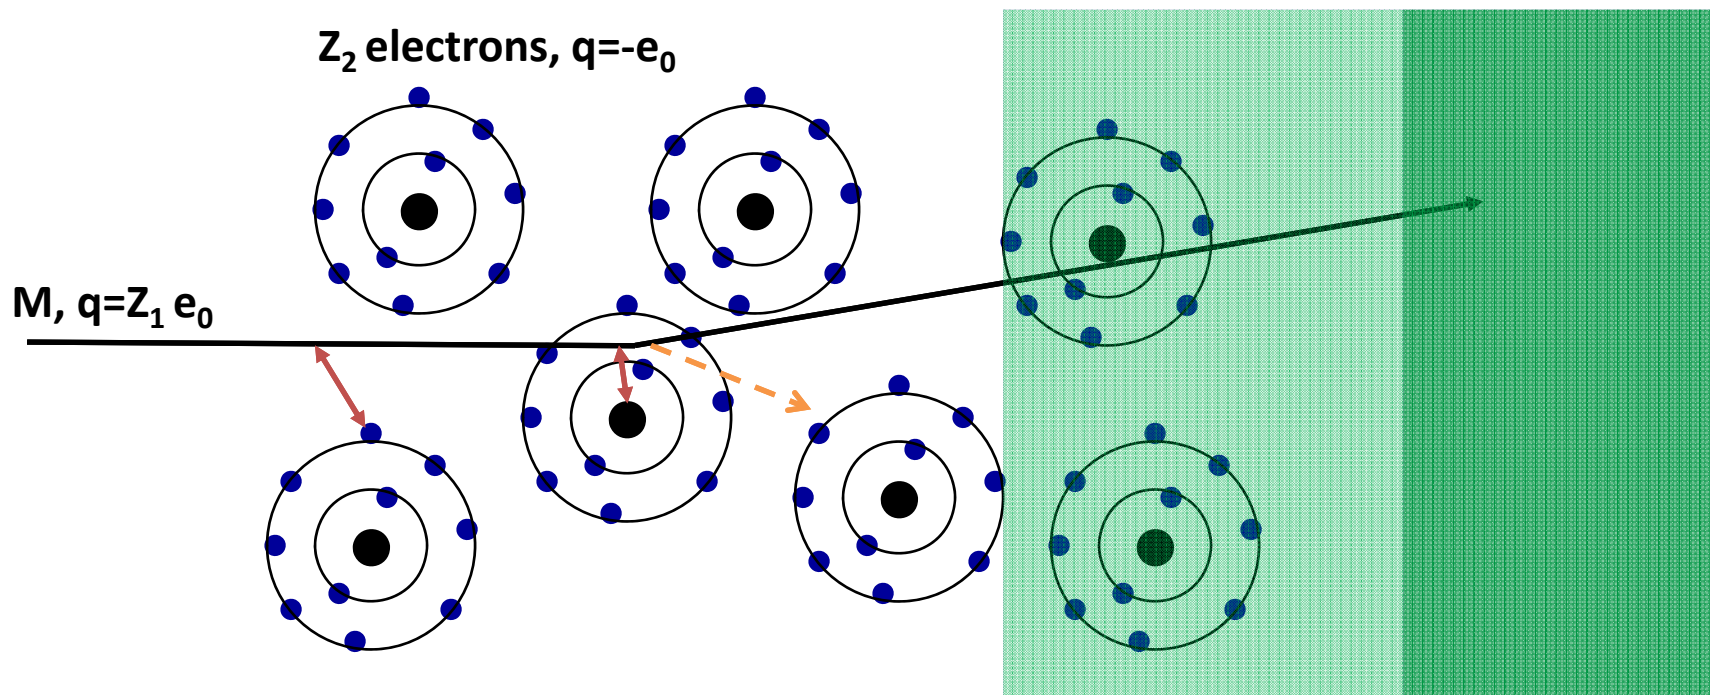 Z₂ electrons, q=-e₀
M, q=Z₁ e₀